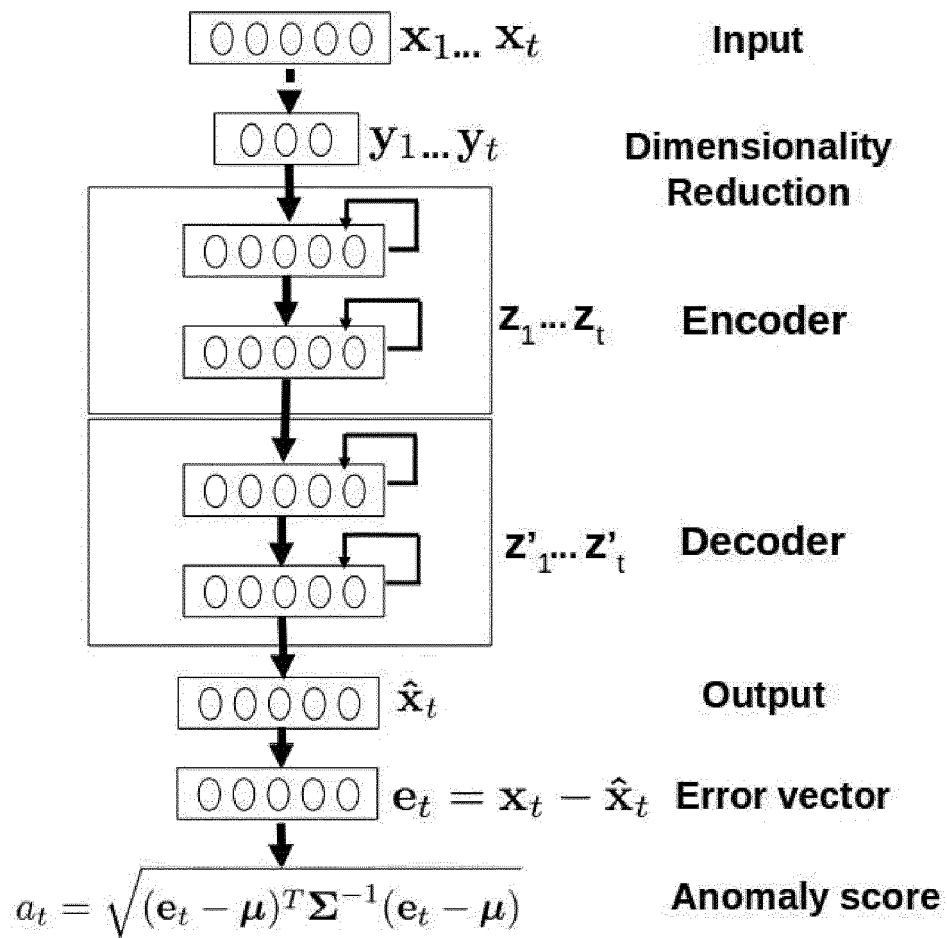 x₁... xₜ Input
y₁...yₜ Dimensionality
Reduction
z₁...zₜ Encoder
z'₁...z'ₜ Decoder
x̂ₜ Output
eₜ = xₜ − x̂ₜ Error vector
aₜ = √((eₜ − μ)ᵀ Σ⁻¹ (eₜ − μ)) Anomaly score